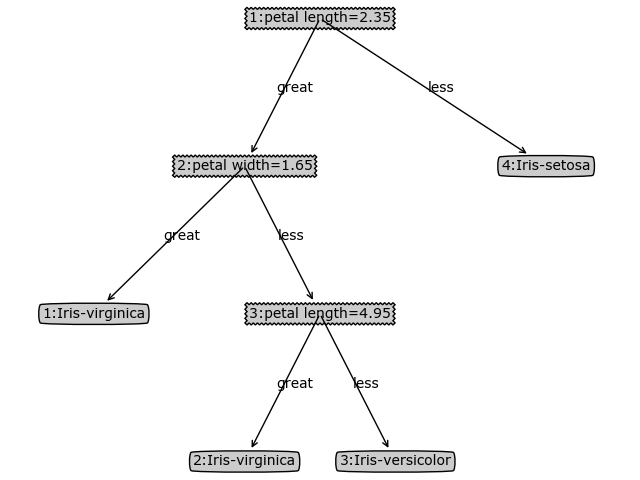 1:petal length=2.35
great
less
2:petal width=1.65
4:Iris-setosa
great
less
1:Iris-virginica
3:petal length=4.95
great
less
2:Iris-virginica
3:Iris-versicolor